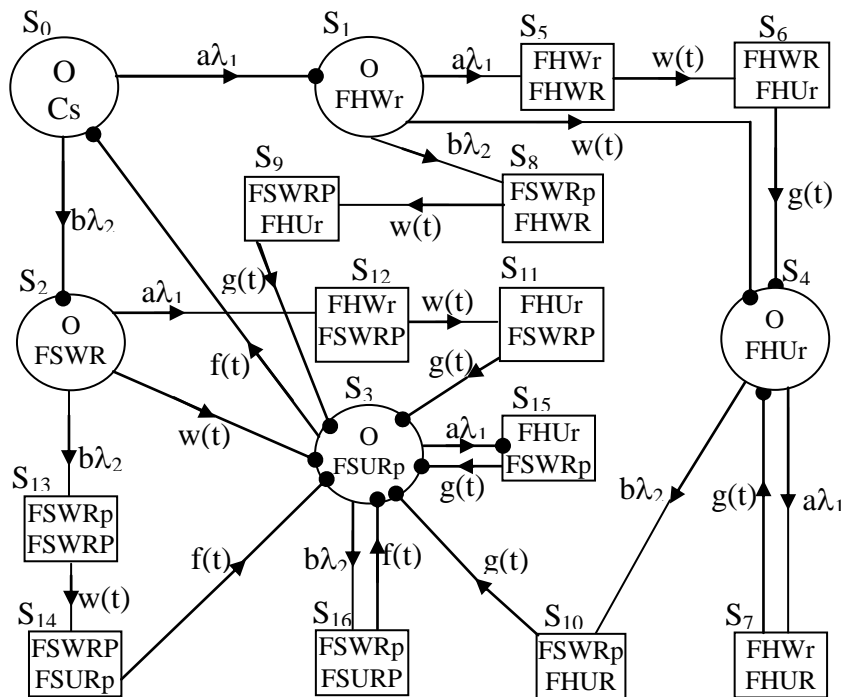 S₀
O
Cs
aλ₁
S₁
O
FHWr
aλ₁
S₅
FHWr
FHWR
w(t)
S₆
FHWR
FHUr
w(t)
bλ₂
S₈
FSWRp
FHWR
w(t)
S₉
FSWRP
FHUr
g(t)
g(t)
bλ₂
S₂
O
FSWR
aλ₁
S₁₂
FHWr
FSWRP
w(t)
S₁₁
FHUr
FSWRP
g(t)
S₄
O
FHUr
f(t)
w(t)
S₃
O
FSURp
aλ₁
S₁₅
FHUr
FSWRp
g(t)
bλ₂
S₁₃
FSWRp
FSWRP
w(t)
S₁₄
FSWRP
FSURp
f(t)
bλ₂
f(t)
S₁₆
FSWRp
FSURP
g(t)
S₁₀
FSWRp
FHUR
bλ₂
g(t)
aλ₁
S₇
FHWr
FHUR